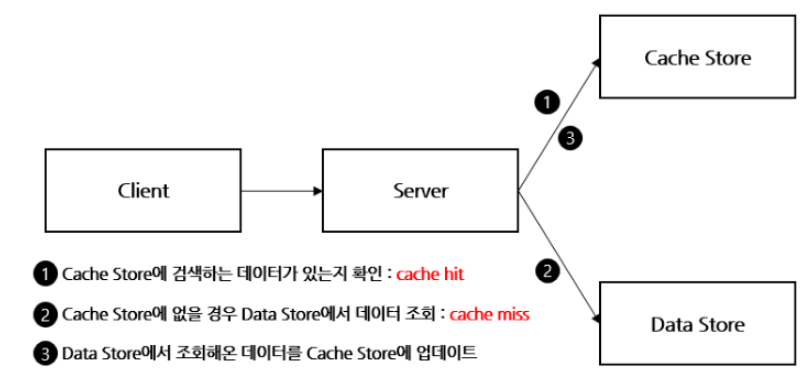 Cache Store
1
3
Client
Server
2
1 Cache Store에 검색하는 데이터가 있는지 확인 : cache hit
2 Cache Store에 없을 경우 Data Store에서 데이터 조회 : cache miss
3 Data Store에서 조회해온 데이터를 Cache Store에 업데이트
Data Store